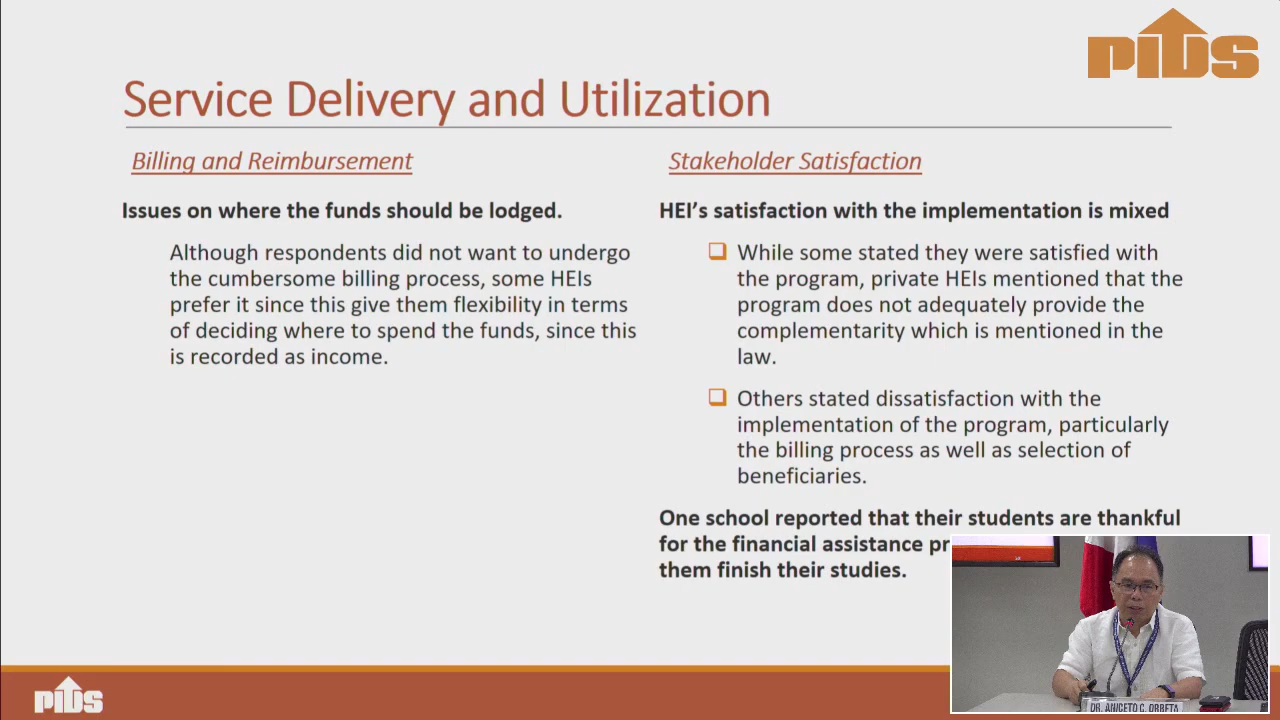 PIDS
Service Delivery and Utilization
Billing and Reimbursement
Issues on where the funds should be lodged.
Although respondents did not want to undergo
the cumbersome billing process, some HEIs
prefer it since this give them flexibility in terms
of deciding where to spend the funds, since this
is recorded as income.
Stakeholder Satisfaction
HEI's satisfaction with the implementation is mixed
While some stated they were satisfied with
the program, private HEIs mentioned that the
program does not adequately provide the
complementarity which is mentioned in the
law.
Others stated dissatisfaction with the
implementation of the program, particularly
the billing process as well as selection of
beneficiaries.
One school reported that their students are thankful
for the financial assistance
them finish their studies.
PIDS
DR. ANICETO C. ORBETA